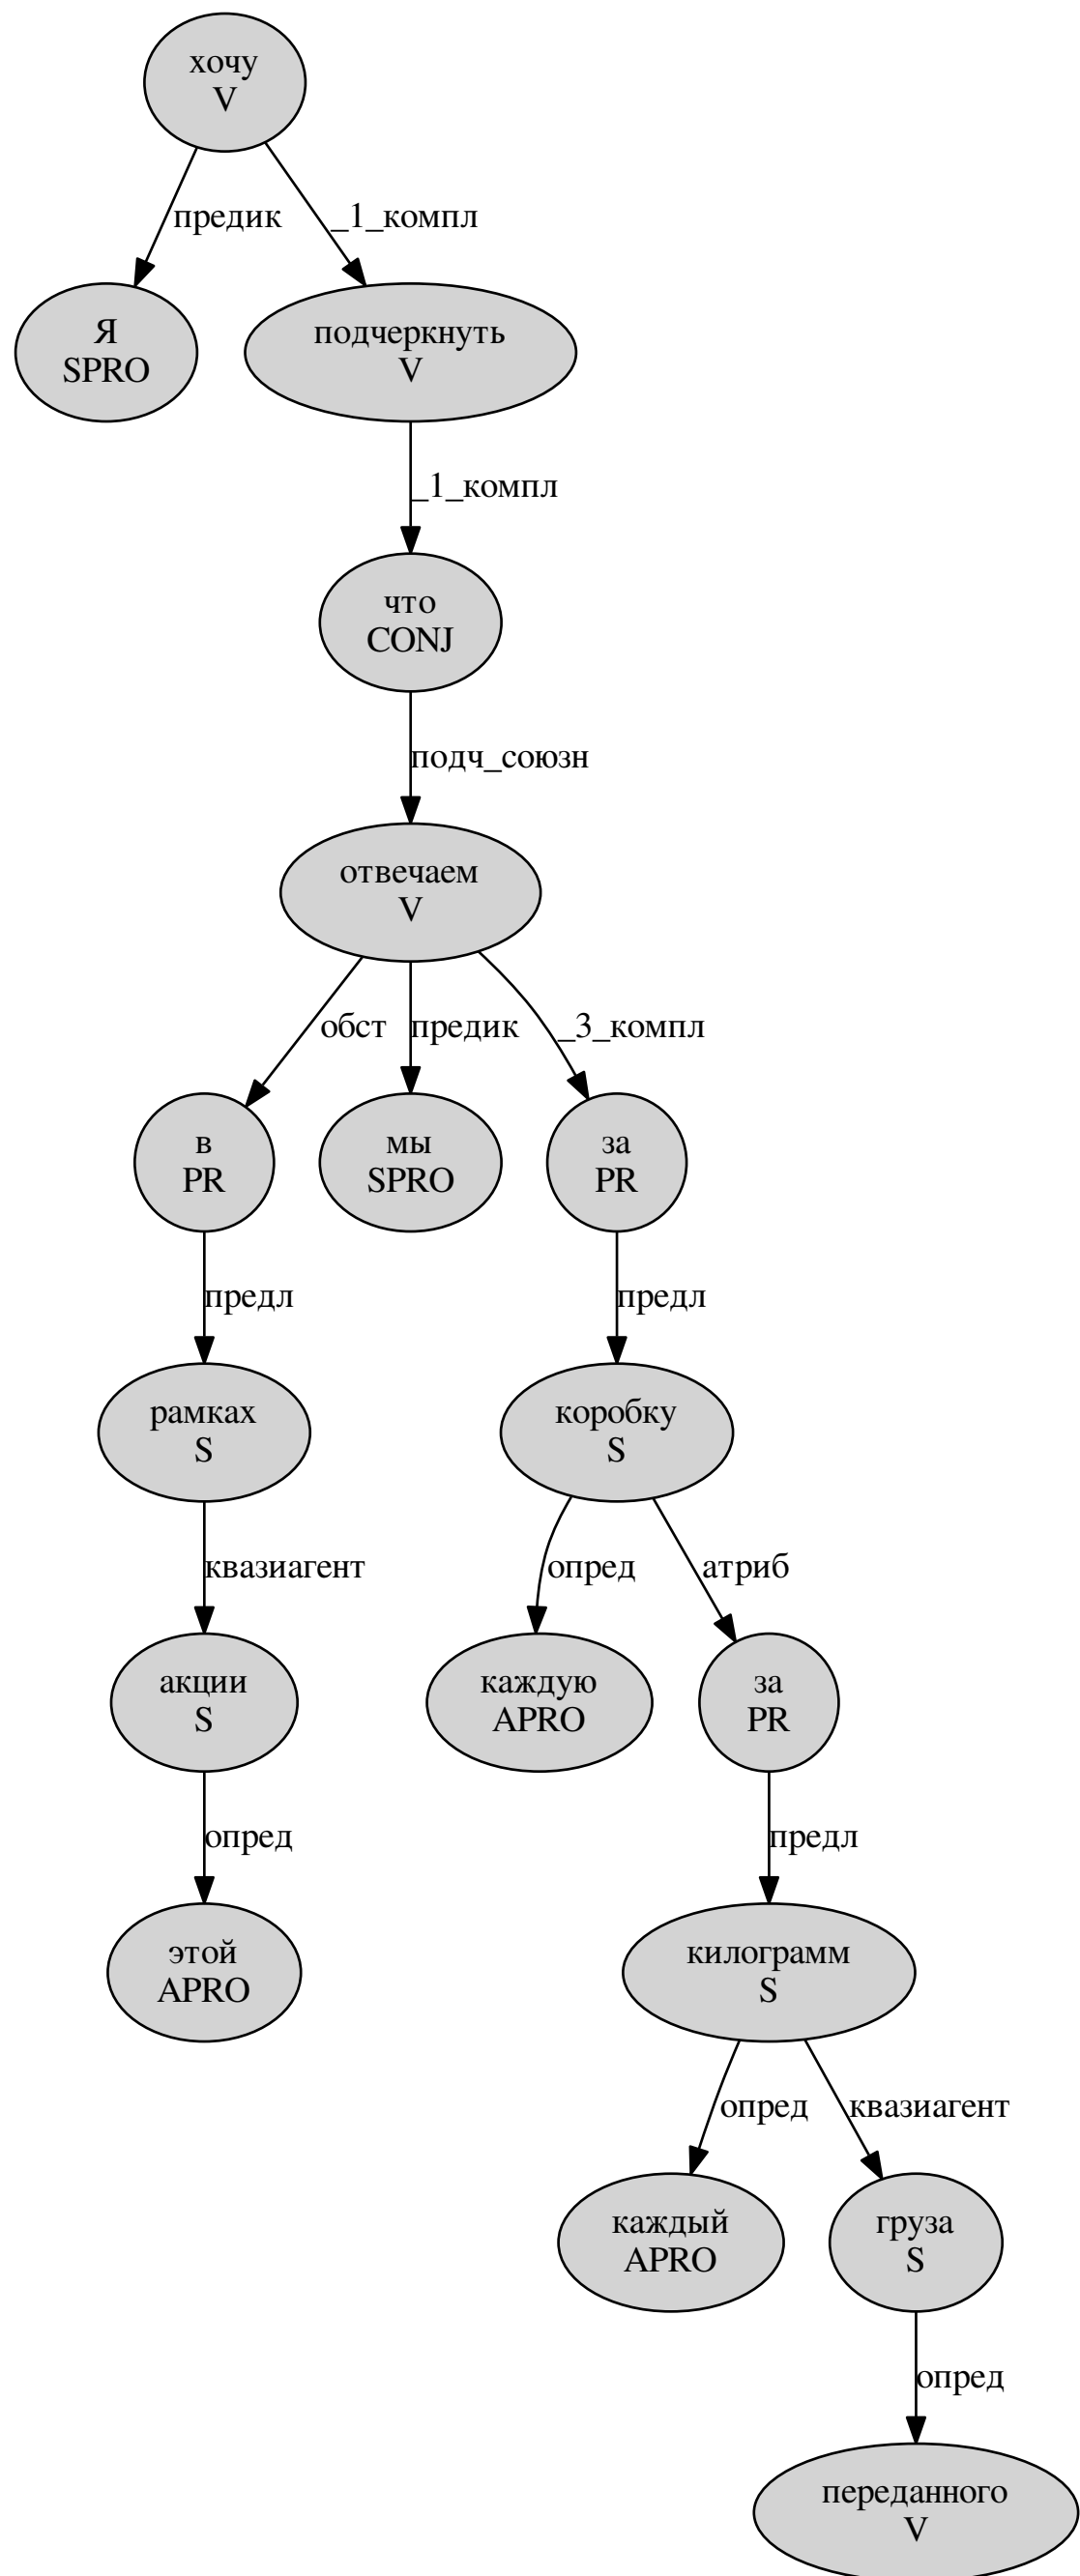 хочу
V
предик
_1_компл
Я
SPRO
подчеркнуть
V
_1_компл
что
CONJ
подч_союзн
отвечаем
V
обст
предик
_3_компл
в
PR
мы
SPRO
за
PR
предл
предл
рамках
S
коробку
S
квазиагент
опред
атриб
акции
S
каждую
APRO
за
PR
опред
предл
этой
APRO
килограмм
S
опред
квазиагент
каждый
APRO
груза
S
опред
переданного
V